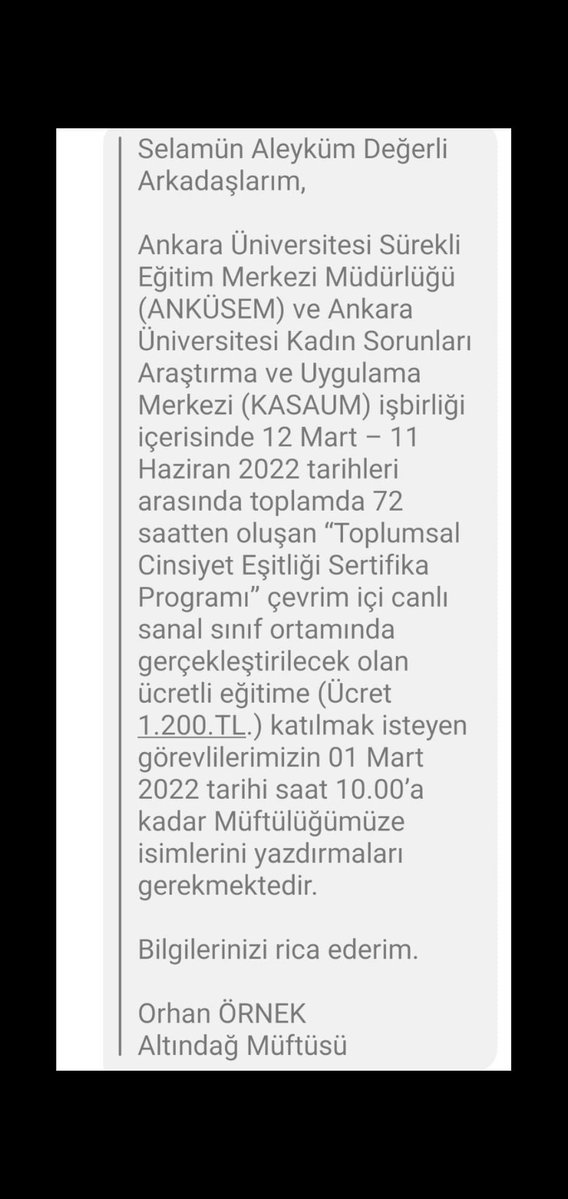 Selamün Aleyküm Değerli
Arkadaşlarım,
Ankara Üniversitesi Sürekli
Eğitim Merkezi Müdürlüğü
(ANKÜSEM) ve Ankara
Üniversitesi Kadın Sorunları
Araştırma ve Uygulama
Merkezi (KASAUM) işbirliği
içerisinde 12 Mart – 11
Haziran 2022 tarihleri
arasında toplamda 72
saatten oluşan “Toplumsal
Cinsiyet Eşitliği Sertifika
Programı” çevrim içi canlı
sanal sınıf ortamında
gerçekleştirilecek olan
ücretli eğitime (Ücret
1.200.TL.) katılmak isteyen
görevlilerimizin 01 Mart
2022 tarihi saat 10.00’a
kadar Müftülüğümüze
isimlerini yazdırmaları
gerekmektedir.
Bilgilerinizi rica ederim.
Orhan ÖRNEK
Altındağ Müftüsü